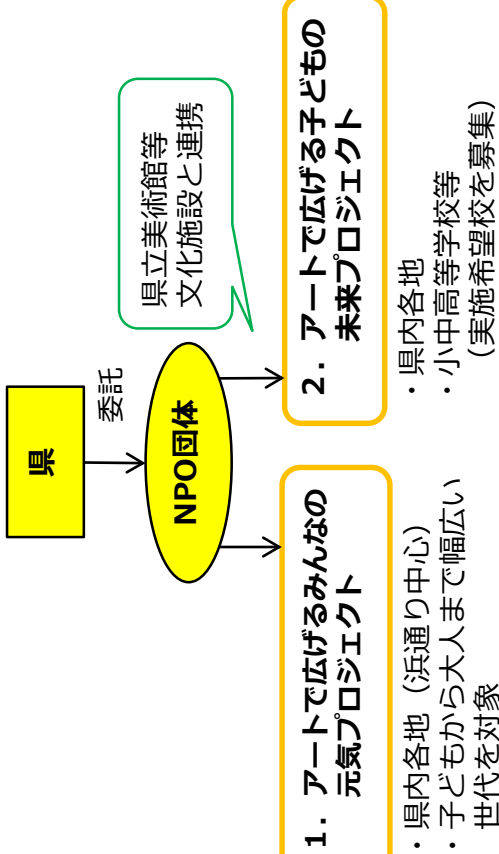 県
委託
NPO団体
県立美術館等
文化施設と連携
1．アートで広げるみんなの
元気プロジェクト
・県内各地（浜通り中心）
・子どもから大人まで幅広い
世代を対象
2．アートで広げる子どもの
未来プロジェクト
・県内各地
・小中高等学校等
（実施希望校を募集）